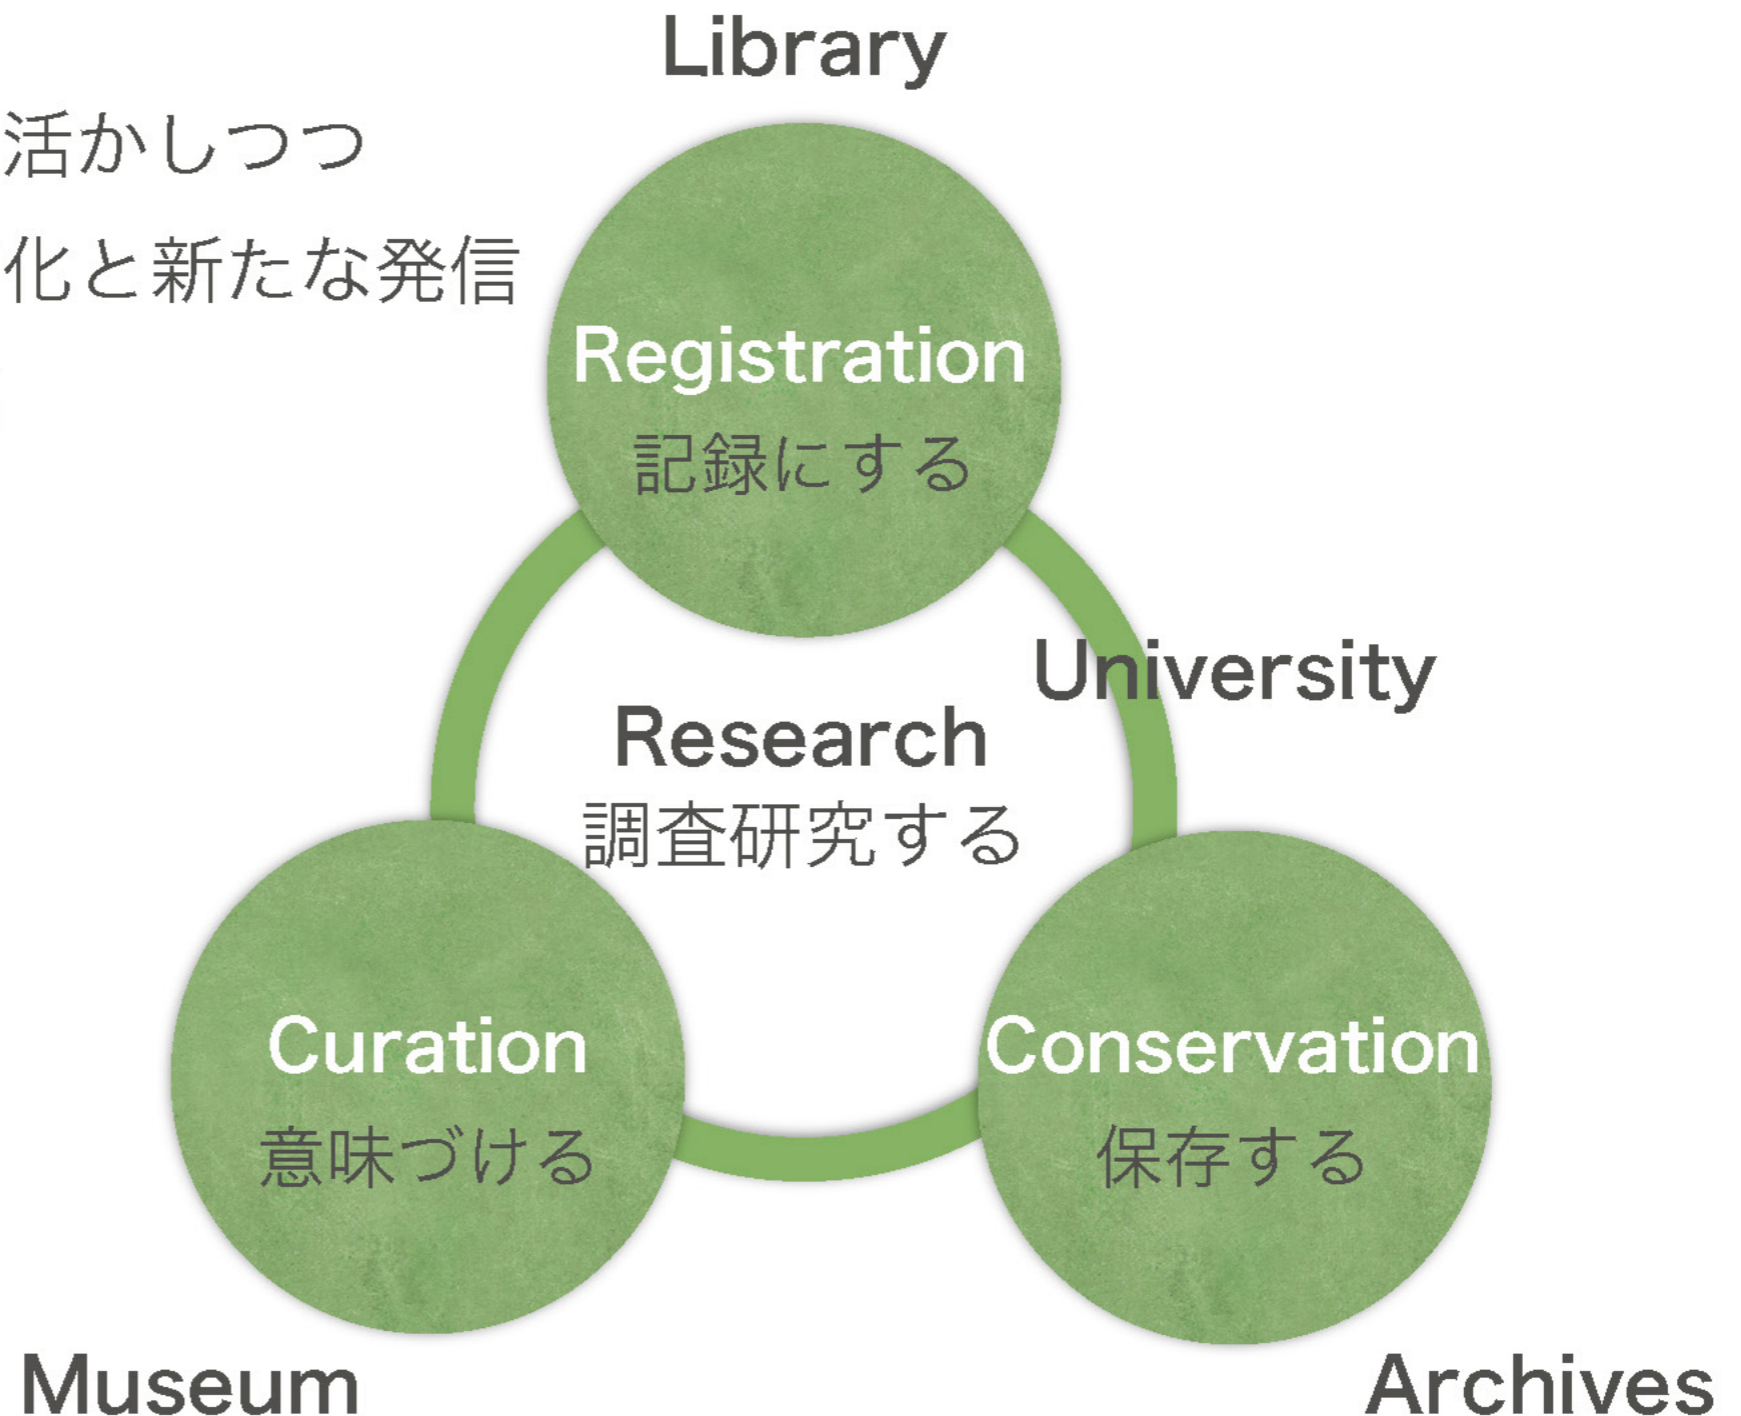 Library
活かしつつ
化と新たな発信
Registration
記録にする
University
Research
調査研究する
Curation
意味づける
Conservation
保存する
Museum
Archives